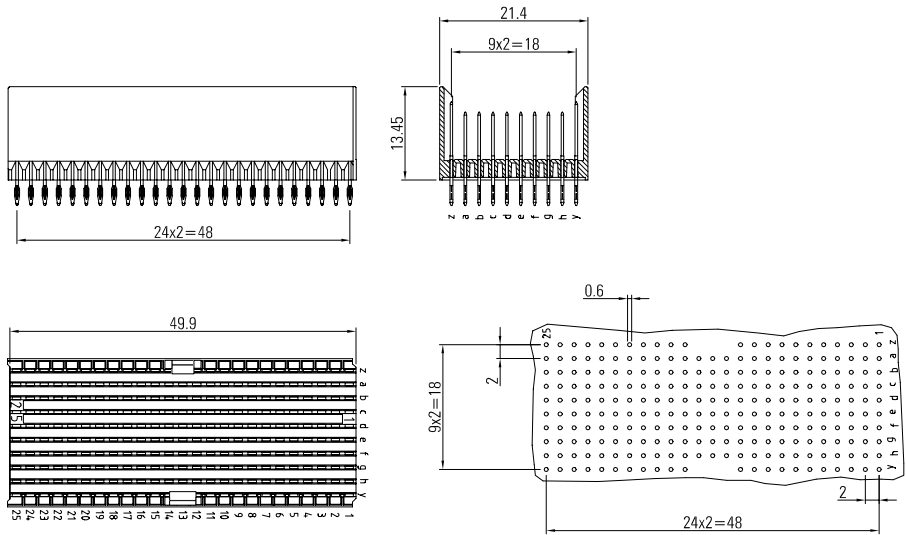 21.4
9x2=18
13.45
z a b c d e f g h y
24x2=48
49.9
z
a
b
c
d
e
f
g
h
y
25
1
25 24 23 22 21 20 19 18 17 16 15 14 13 12 11 10 9 8 7 6 5 4 3 2 1
0.6
25
1
z
a
b
c
d
e
f
g
h
y
2
9x2=18
2
24x2=48